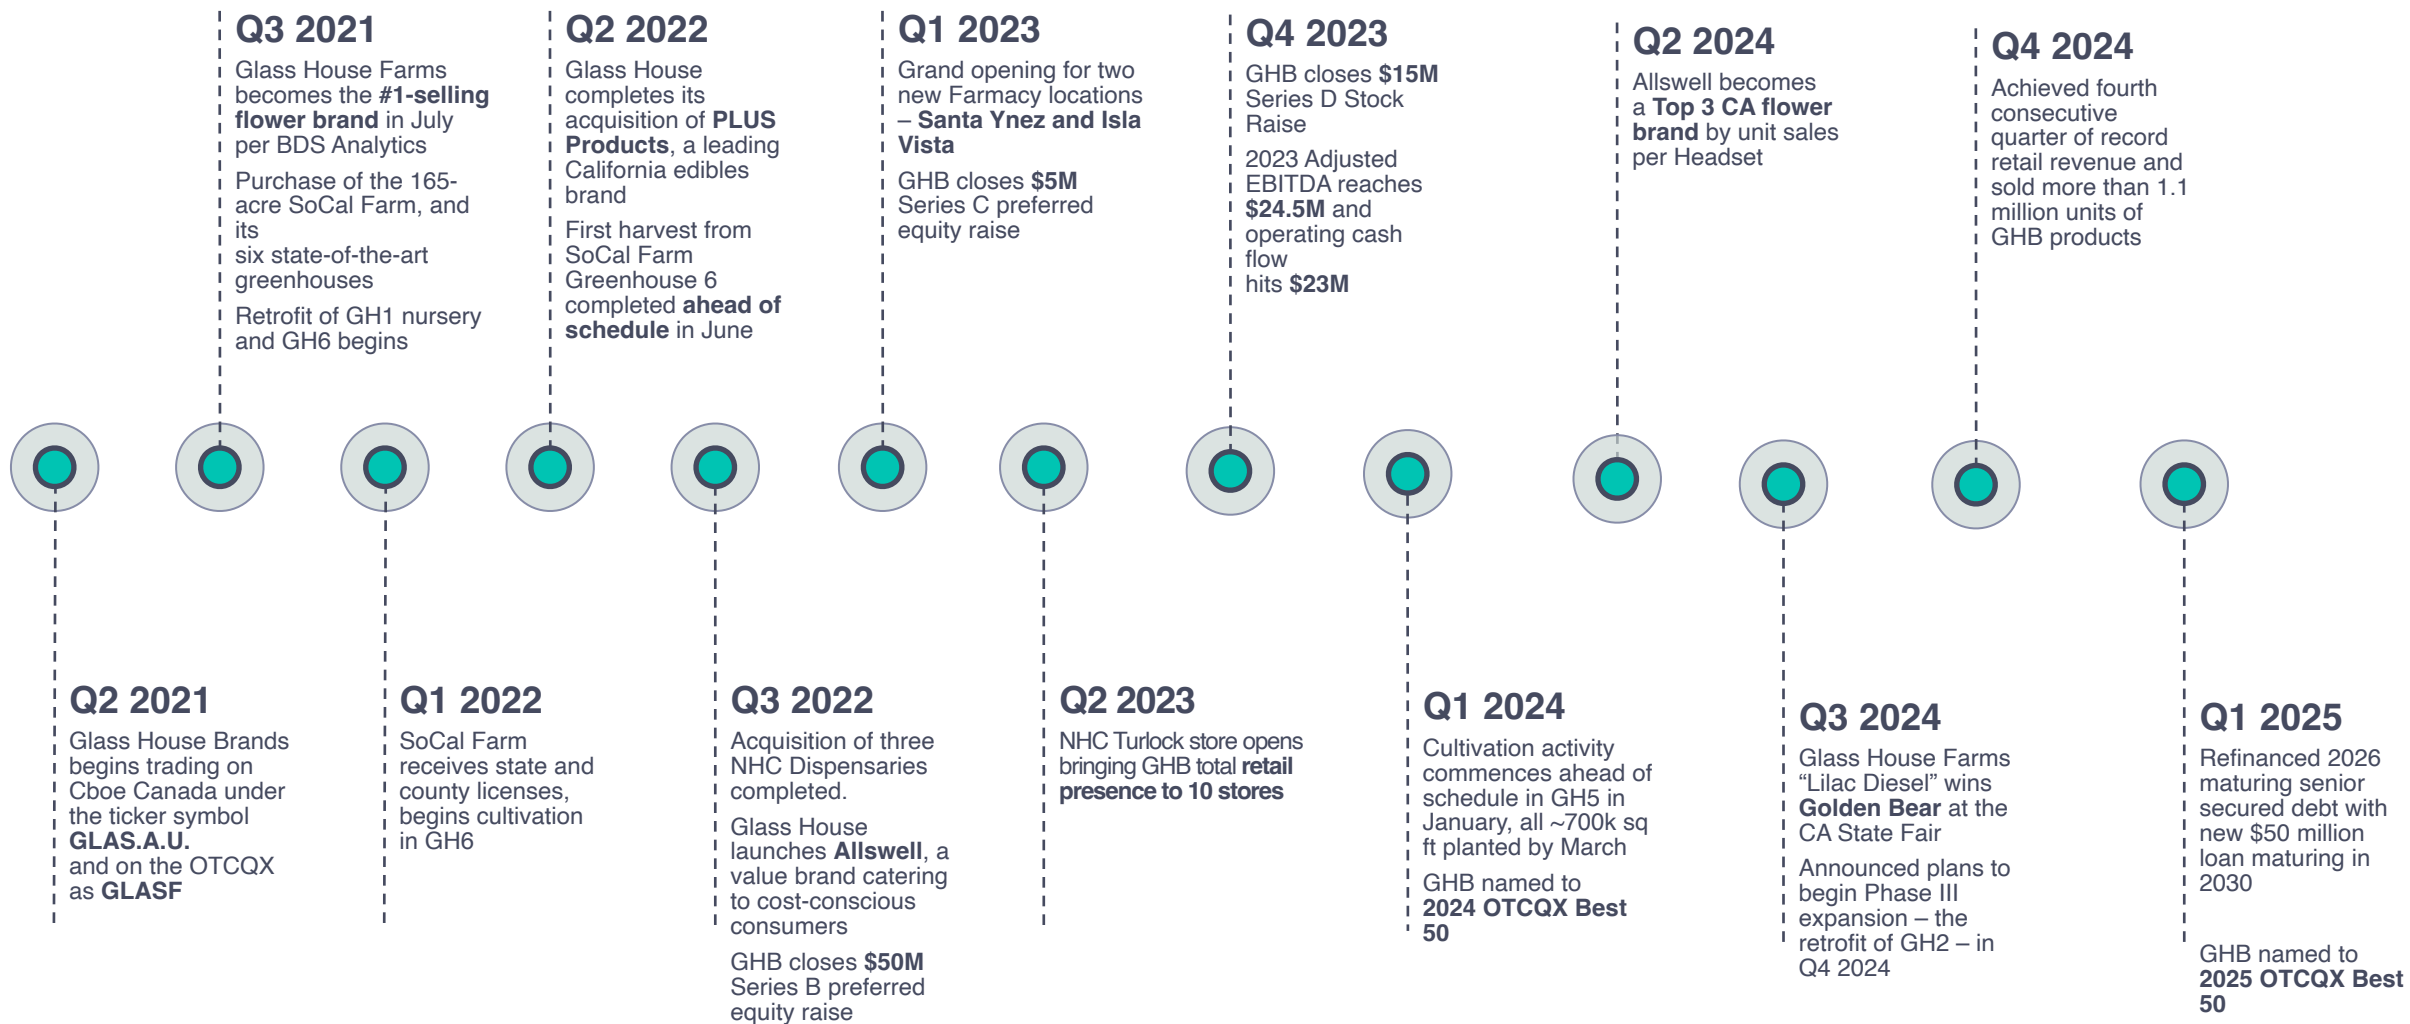 Q3 2021
Glass House Farms
becomes the #1-selling
flower brand in July
per BDS Analytics
Purchase of the 165-
acre SoCal Farm, and
its
six state-of-the-art
greenhouses
Retrofit of GH1 nursery
and GH6 begins
Q2 2022
Glass House
completes its
acquisition of PLUS
Products, a leading
California edibles
brand
First harvest from
SoCal Farm
Greenhouse 6
completed ahead of
schedule in June
Q1 2023
Grand opening for two
new Farmacy locations
– Santa Ynez and Isla
Vista
GHB closes $5M
Series C preferred
equity raise
Q4 2023
GHB closes $15M
Series D Stock
Raise
2023 Adjusted
EBITDA reaches
$24.5M and
operating cash
flow
hits $23M
Q2 2024
Allswell becomes
a Top 3 CA flower
brand by unit sales
per Headset
Q4 2024
Achieved fourth
consecutive
quarter of record
retail revenue and
sold more than 1.1
million units of
GHB products
Q2 2021
Glass House Brands
begins trading on
Cboe Canada under
the ticker symbol
GLAS.A.U.
and on the OTCQX
as GLASF
Q1 2022
SoCal Farm
receives state and
county licenses,
begins cultivation
in GH6
Q3 2022
Acquisition of three
NHC Dispensaries
completed.
Glass House
launches Allswell, a
value brand catering
to cost-conscious
consumers
GHB closes $50M
Series B preferred
equity raise
Q2 2023
NHC Turlock store opens
bringing GHB total retail
presence to 10 stores
Q1 2024
Cultivation activity
commences ahead of
schedule in GH5 in
January, all ~700k sq
ft planted by March
GHB named to
2024 OTCQX Best
50
Q3 2024
Glass House Farms
“Lilac Diesel” wins
Golden Bear at the
CA State Fair
Announced plans to
begin Phase III
expansion – the
retrofit of GH2 – in
Q4 2024
Q1 2025
Refinanced 2026
maturing senior
secured debt with
new $50 million
loan maturing in
2030
GHB named to
2025 OTCQX Best
50